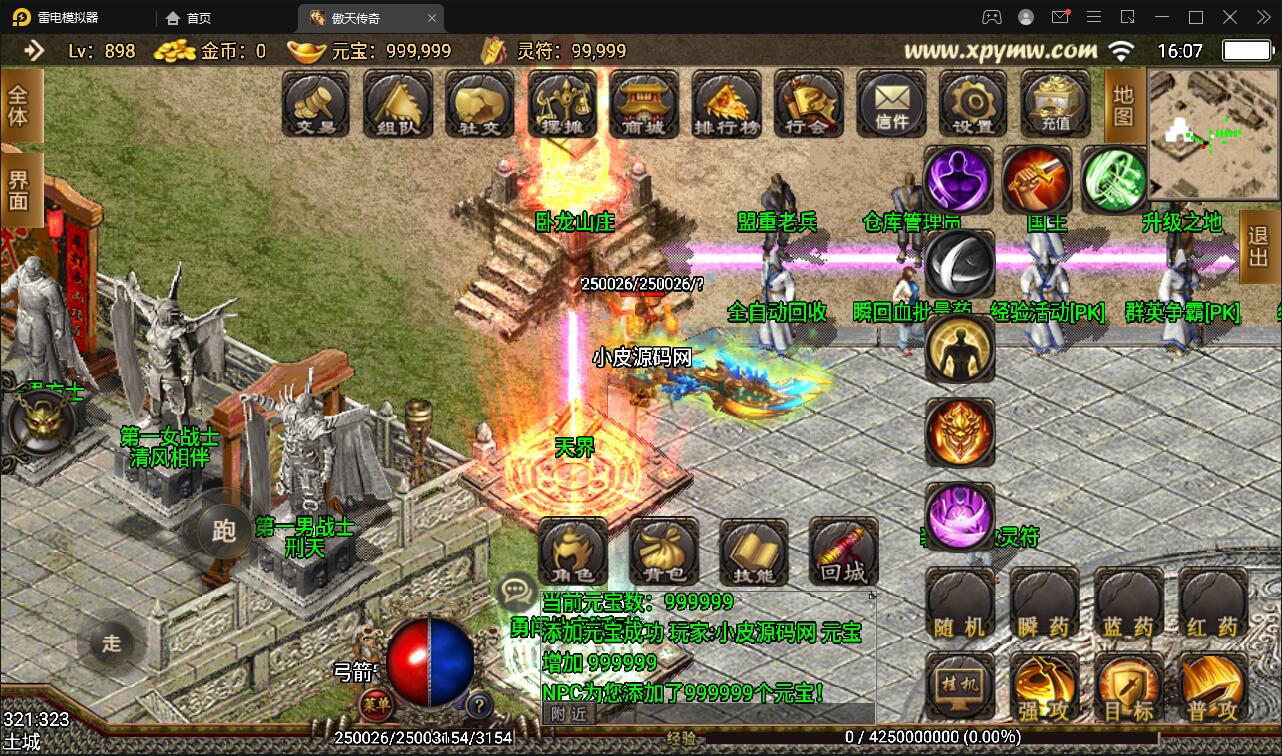 雷电模拟器
首页
傲天传奇
Lv: 898
金币: 0
元宝: 999,999
灵符: 99,999
www.xpymw.com
16:07
全体
界面
交易
组队
社交
摆摊
商城
排行榜
行会
信件
设置
充值
地图
退出
卧龙山庄
盟重老兵
仓库管理员
国王
升级之地
250026/250026/?
全自动回收
经验活动[PK]
群英争霸[PK]
小皮源码网
天界
第一女战士
清风相伴
第一男战士
刑天
跑
走
角色
背包
技能
回城
灵符
当前元宝数: 999999
添加元宝成功 玩家:小皮源码网 元宝
增加 999999
NPC为您添加了999999个元宝!
附近
弓箭
菜单
?
随机
瞬药
蓝药
红药
挂机
强攻
目标
普攻
321:323
土城
经验
0 / 4250000000 (0.00%)